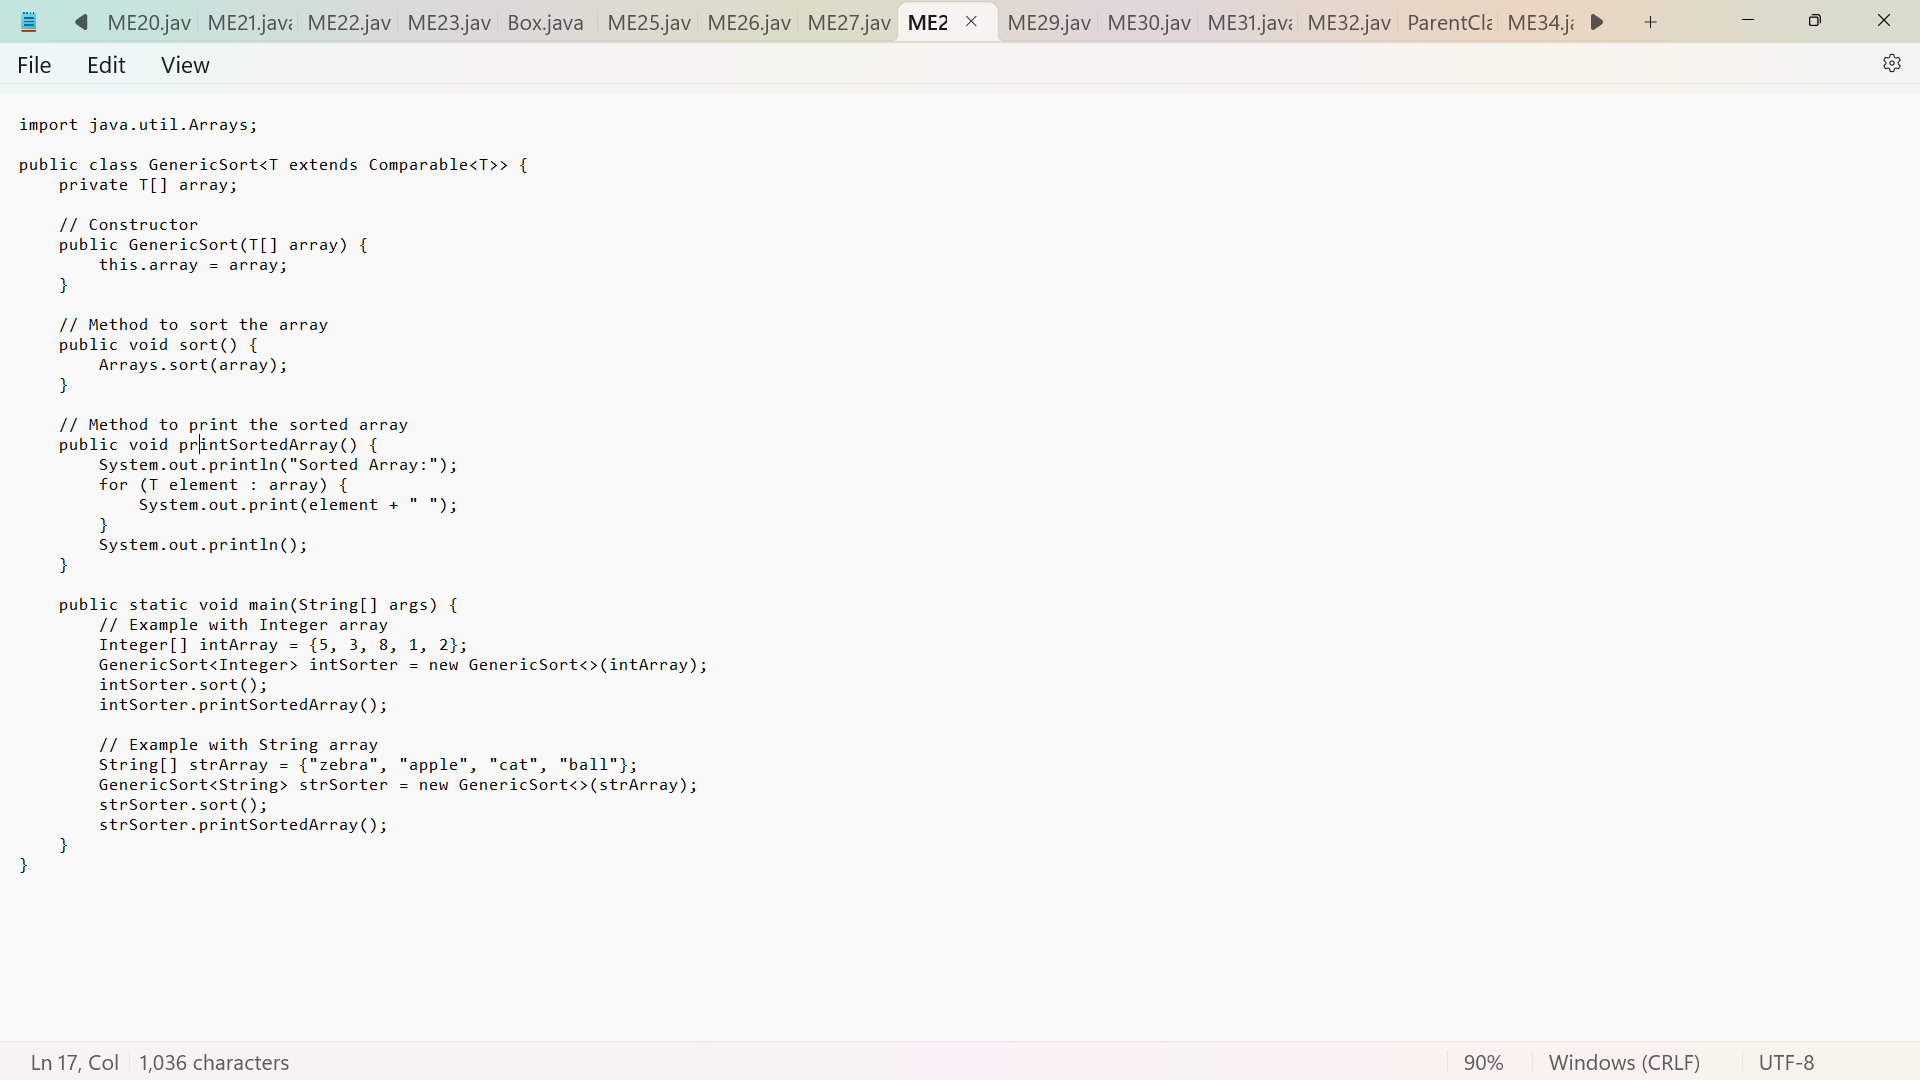 ME20.jav ME21.java ME22.jav ME23.jav Box.java ME25.jav ME26.jav ME27.jav ME2 ME29.jav ME30.jav ME31.java ME32.jav ParentCla ME34.ja
File Edit View
import java.util.Arrays;
public class GenericSort<T extends Comparable<T>> {
    private T[] array;
    // Constructor
    public GenericSort(T[] array) {
        this.array = array;
    }
    // Method to sort the array
    public void sort() {
        Arrays.sort(array);
    }
    // Method to print the sorted array
    public void printSortedArray() {
        System.out.println("Sorted Array:");
        for (T element : array) {
            System.out.print(element + " ");
        }
        System.out.println();
    }
    public static void main(String[] args) {
        // Example with Integer array
        Integer[] intArray = {5, 3, 8, 1, 2};
        GenericSort<Integer> intSorter = new GenericSort<>(intArray);
        intSorter.sort();
        intSorter.printSortedArray();
        // Example with String array
        String[] strArray = {"zebra", "apple", "cat", "ball"};
        GenericSort<String> strSorter = new GenericSort<>(strArray);
        strSorter.sort();
        strSorter.printSortedArray();
    }
}
Ln 17, Col 1,036 characters 90% Windows (CRLF) UTF-8